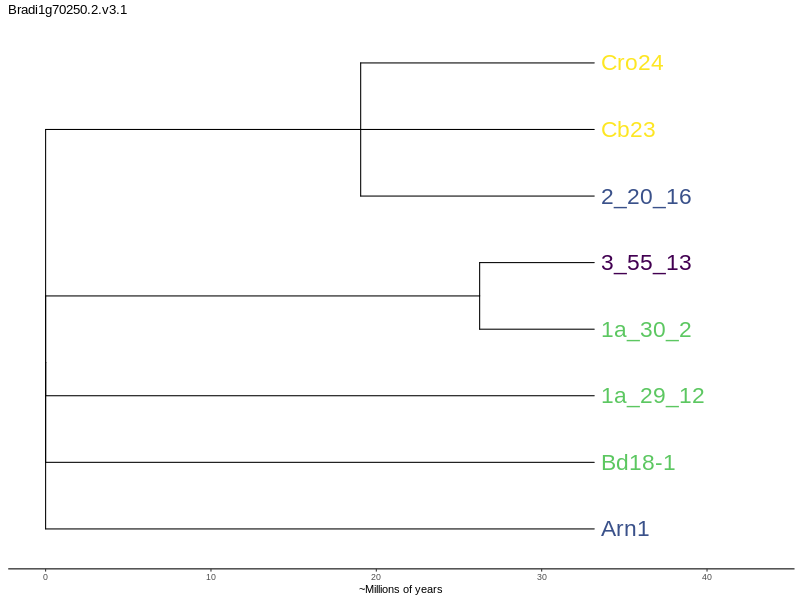 Bradi1g70250.2.v3.1
Cro24
Cb23
2_20_16
3_55_13
1a_30_2
1a_29_12
Bd18-1
Arn1
0 10 20 30 40
~Millions of years